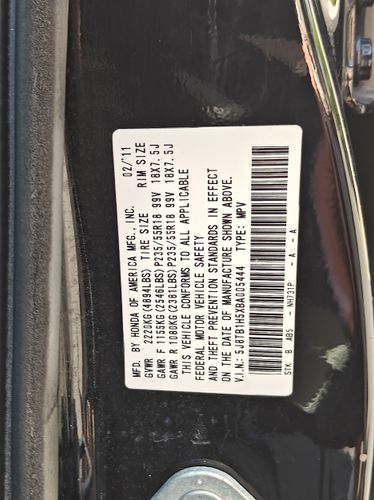 MFD. BY HONDA OF AMERICA MFG., INC. 02/'11
GVWR 2220KG(4894LBS) TIRE SIZE RIM SIZE
GAWR F 1155KG(2546LBS)P235/55R18 99V 18X7.5J
GAWR R 1080KG(2381LBS)P235/55R18 99V 18X7.5J
THIS VEHICLE CONFORMS TO ALL APPLICABLE
FEDERAL MOTOR VEHICLE SAFETY
AND THEFT PREVENTION STANDARDS IN EFFECT
ON THE DATE OF MANUFACTURE SHOWN ABOVE.
V.I.N.: 5J8TB1H5XBA005444 TYPE: MPV
STK B AB5 - NH731P - A - A